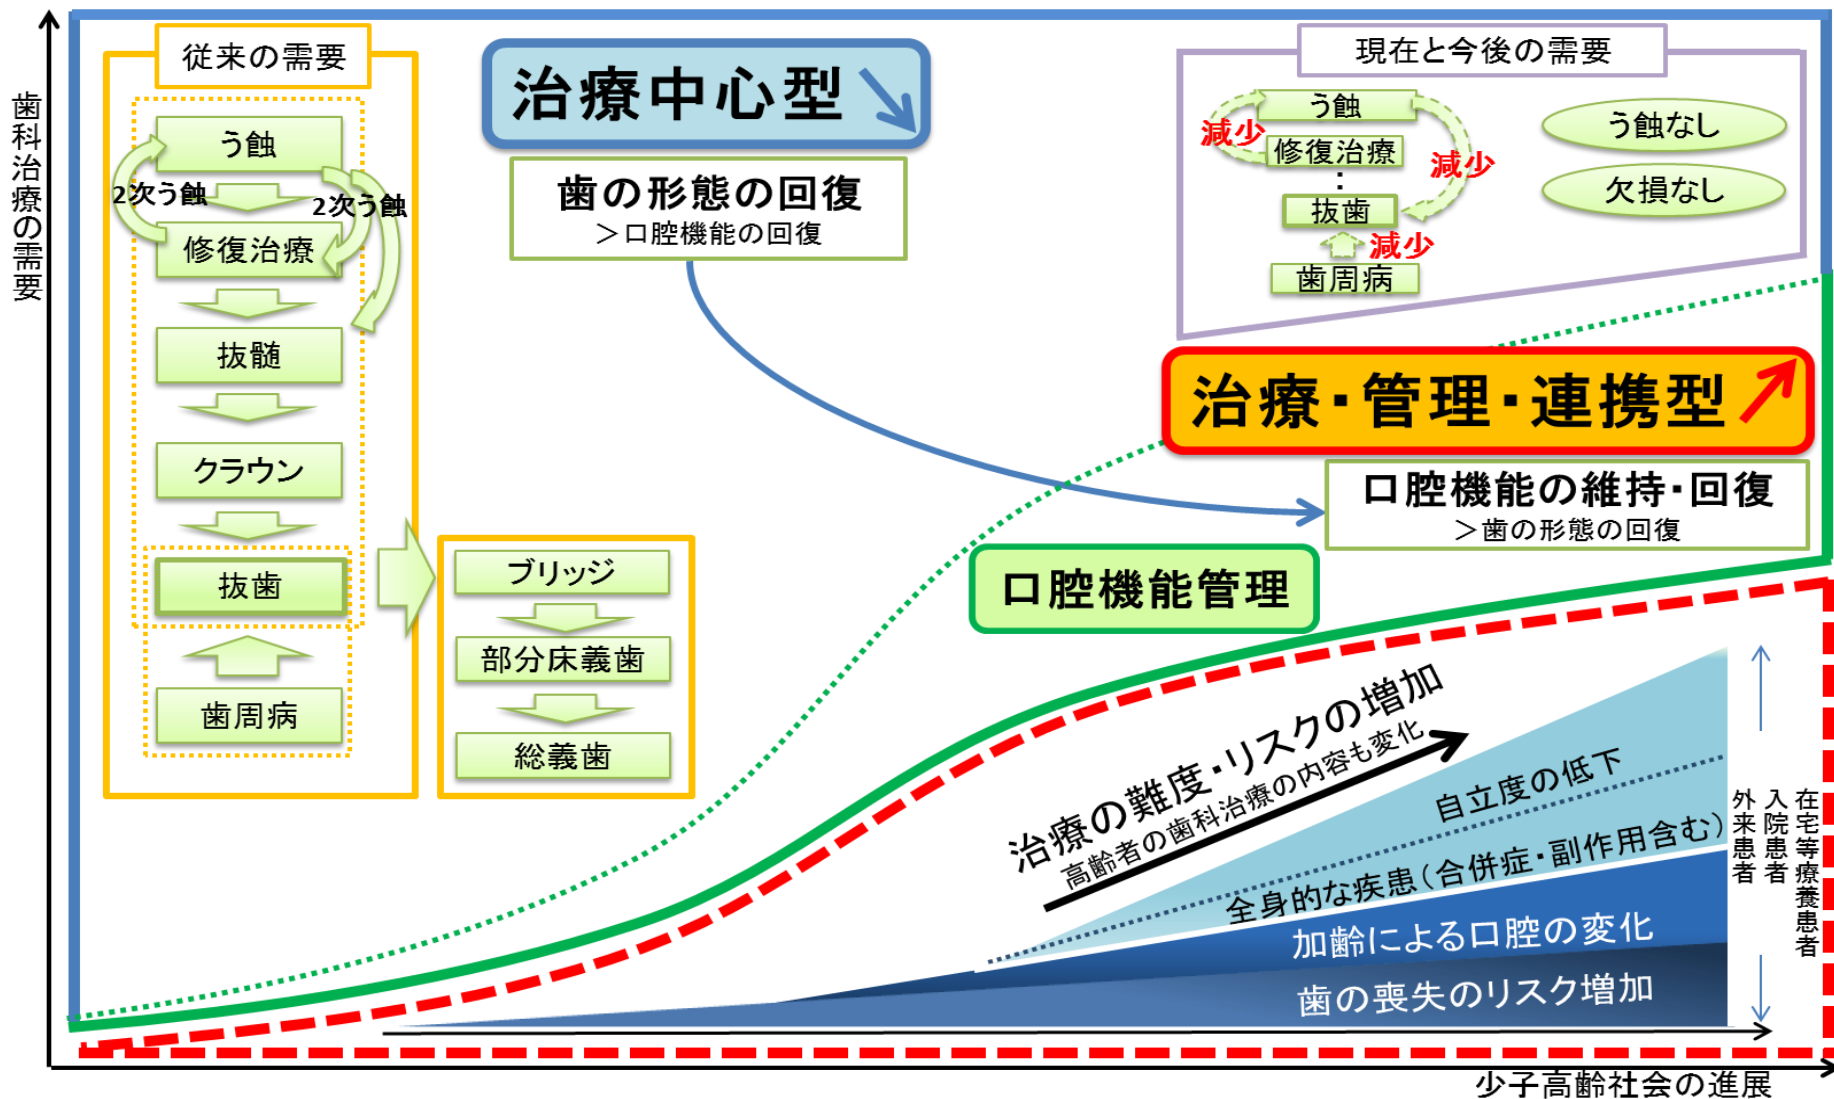 歯科治療の需要
従来の需要
う蝕
2次う蝕
2次う蝕
修復治療
抜髄
クラウン
抜歯
歯周病
ブリッジ
部分床義歯
総義歯
治療中心型
歯の形態の回復
＞口腔機能の回復
現在と今後の需要
う蝕
減少
修復治療
減少
：
抜歯
減少
歯周病
う蝕なし
欠損なし
治療・管理・連携型
口腔機能の維持・回復
＞歯の形態の回復
口腔機能管理
治療の難度・リスクの増加
高齢者の歯科治療の内容も変化
自立度の低下
全身的な疾患（合併症・副作用含む）
加齢による口腔の変化
歯の喪失のリスク増加
在宅等療養患者
入院患者
外来患者
少子高齢社会の進展